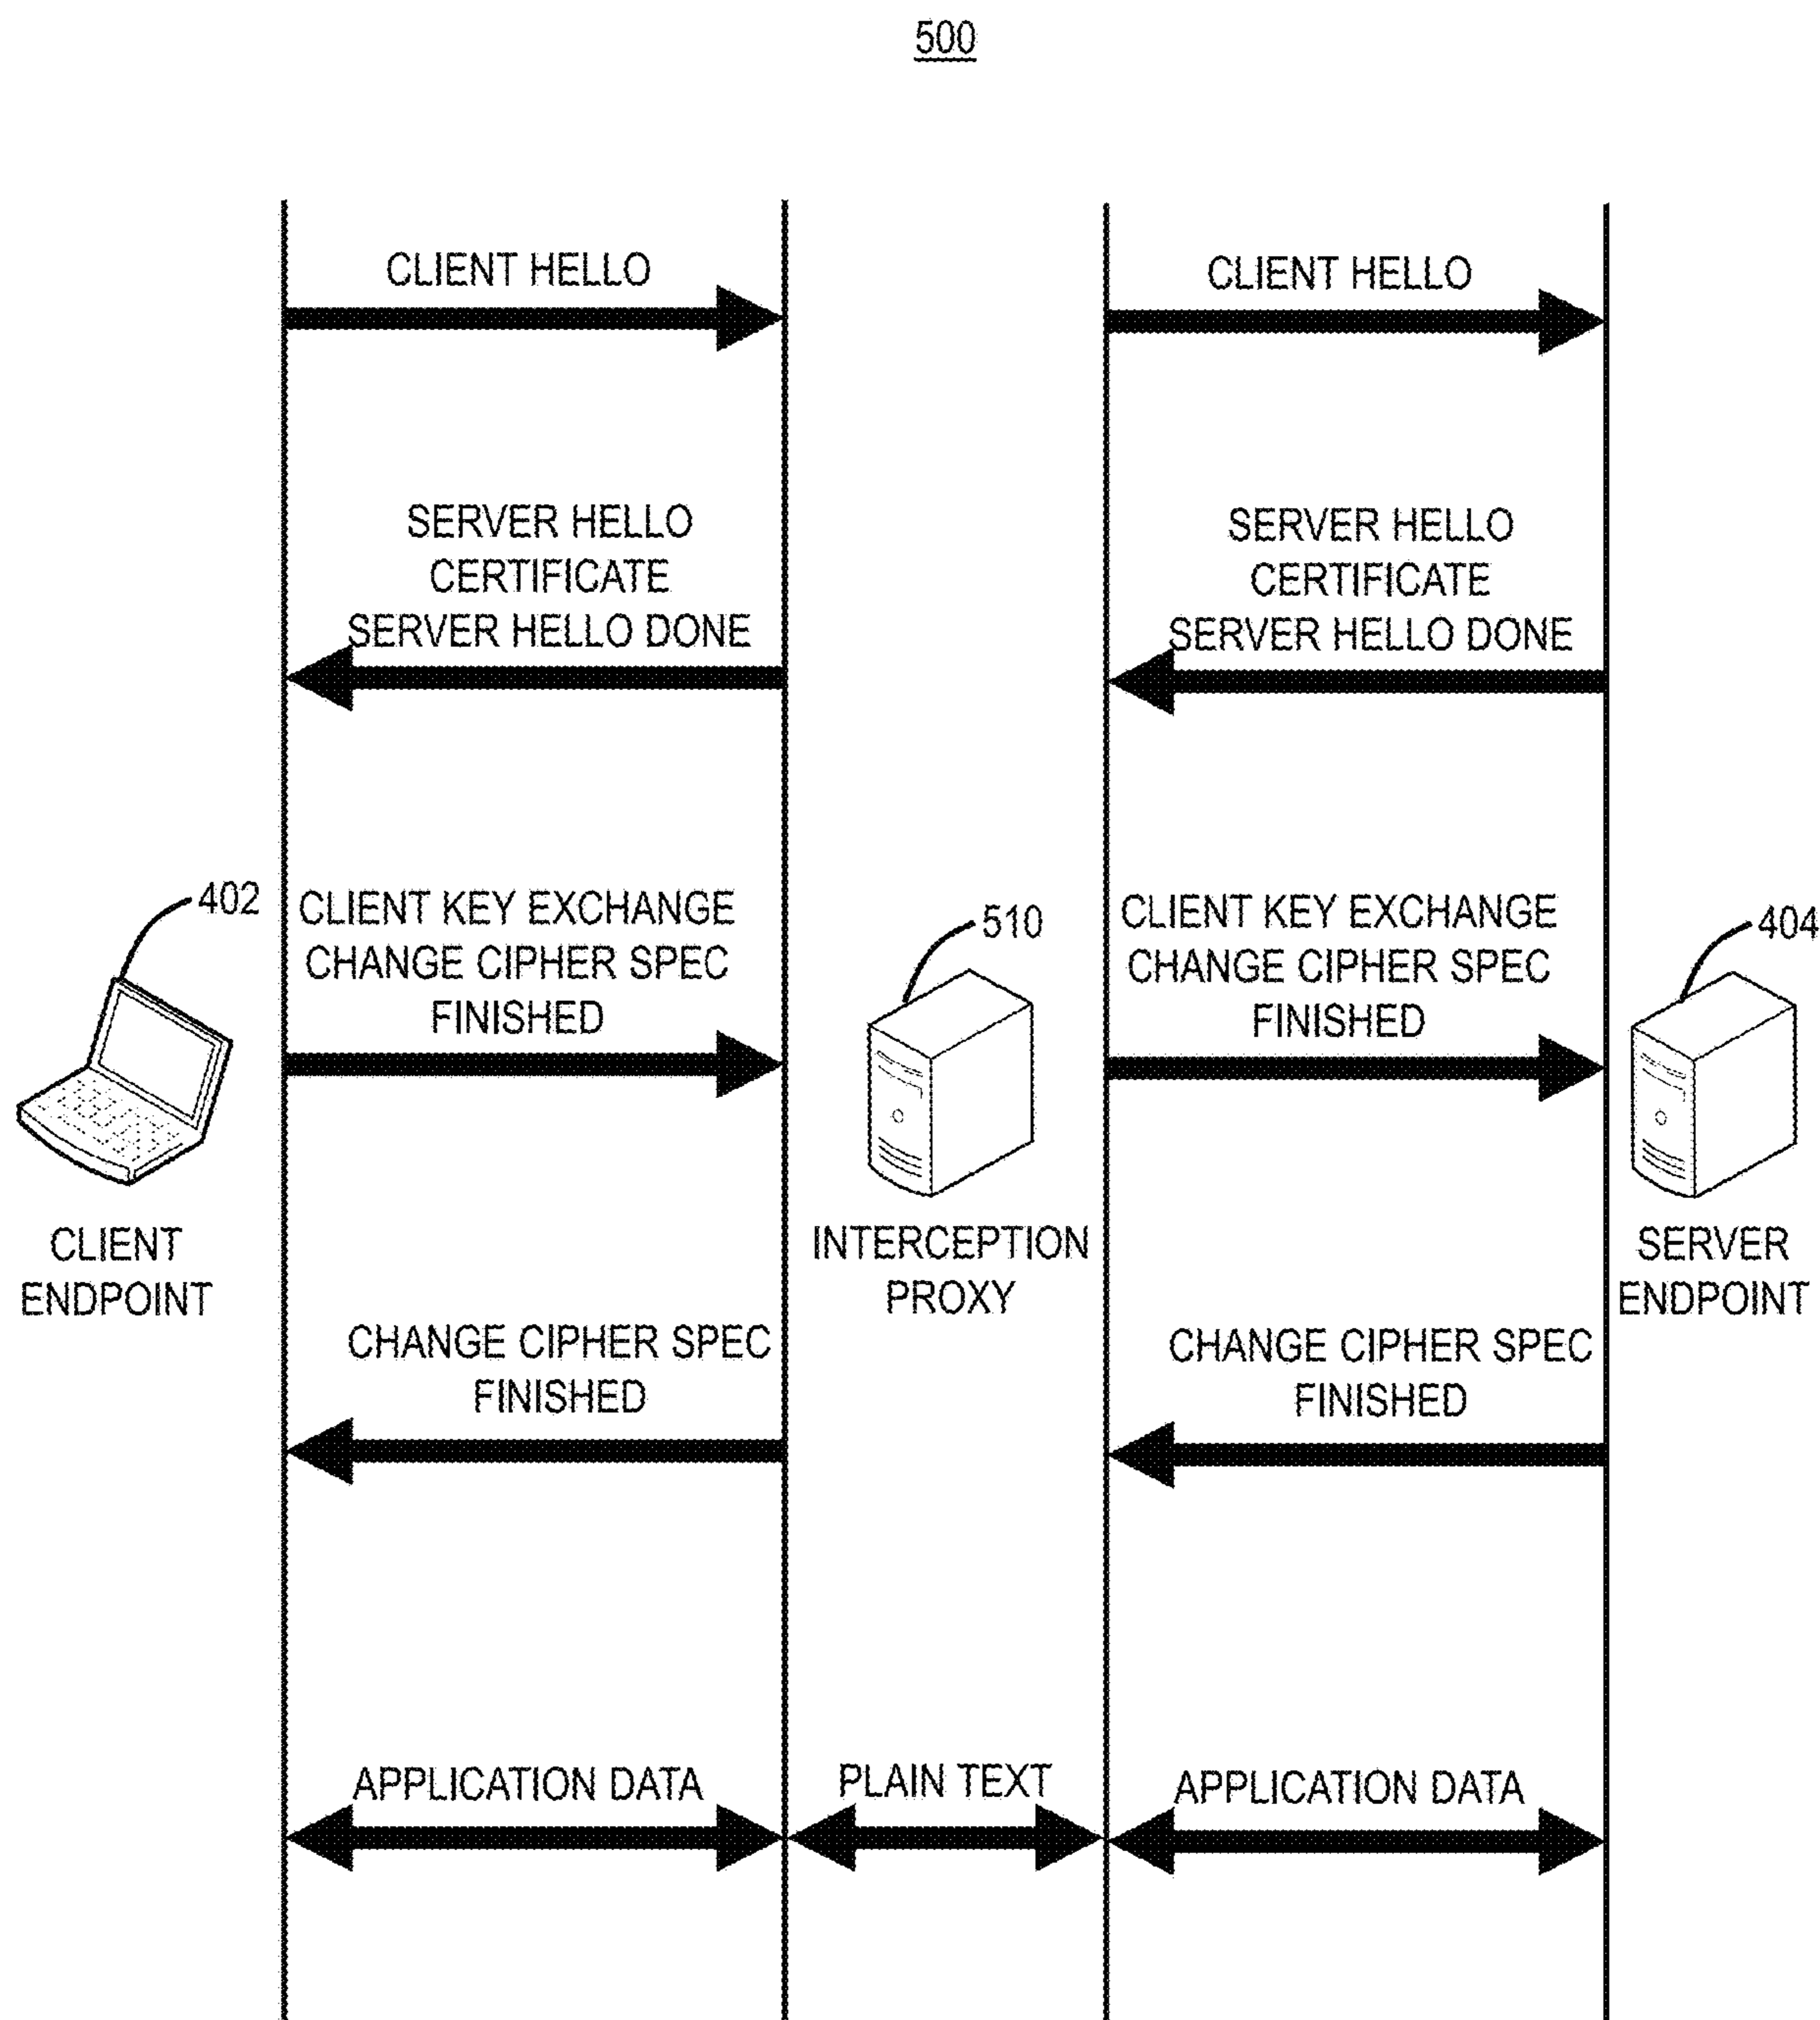 500
CLIENT HELLO
CLIENT HELLO
SERVER HELLO
CERTIFICATE
SERVER HELLO DONE
SERVER HELLO
CERTIFICATE
SERVER HELLO DONE
402
CLIENT KEY EXCHANGE
CHANGE CIPHER SPEC
FINISHED
510
CLIENT KEY EXCHANGE
CHANGE CIPHER SPEC
FINISHED
404
CLIENT
ENDPOINT
INTERCEPTION
PROXY
SERVER
ENDPOINT
CHANGE CIPHER SPEC
FINISHED
CHANGE CIPHER SPEC
FINISHED
APPLICATION DATA
PLAIN TEXT
APPLICATION DATA